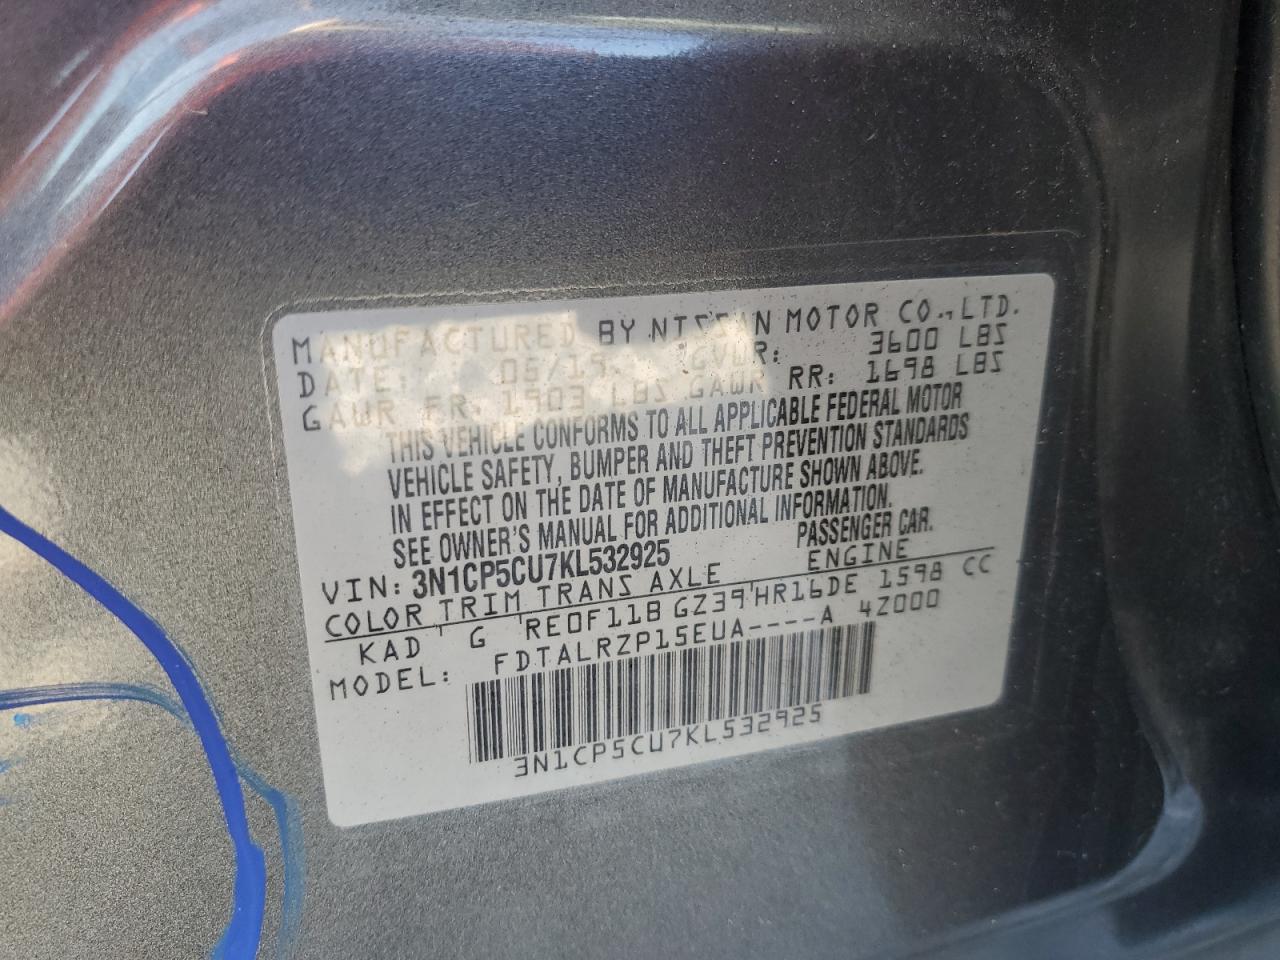 MANUFACTURED BY NISSAN MOTOR CO., LTD.
DATE: 05/19 GVWR: 3600 LBS
GAWR FR. 1903 LBS GAWR RR: 1698 LBS
THIS VEHICLE CONFORMS TO ALL APPLICABLE FEDERAL MOTOR
VEHICLE SAFETY, BUMPER AND THEFT PREVENTION STANDARDS
IN EFFECT ON THE DATE OF MANUFACTURE SHOWN ABOVE.
SEE OWNER'S MANUAL FOR ADDITIONAL INFORMATION.
VIN: 3N1CP5CU7KL532925 PASSENGER CAR.
COLOR TRIM TRANS AXLE ENGINE
KAD G RE0F11B GZ39 HR16DE 1598 CC
MODEL: FDTALRZP15EUA----A 4Z000
3N1CP5CU7KL532925